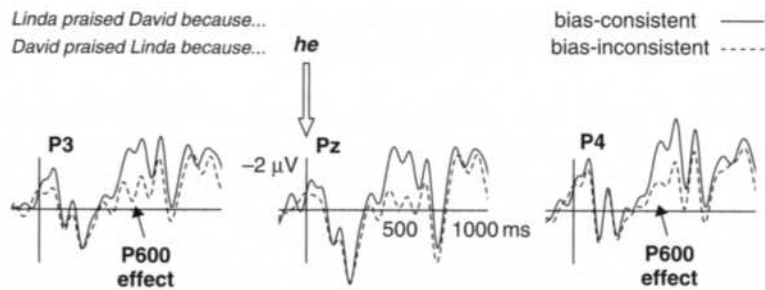 Linda praised David because...
David praised Linda because...
he
bias-consistent
bias-inconsistent
P3
Pz
P4
−2 μV
500
1000 ms
P600
effect
P600
effect